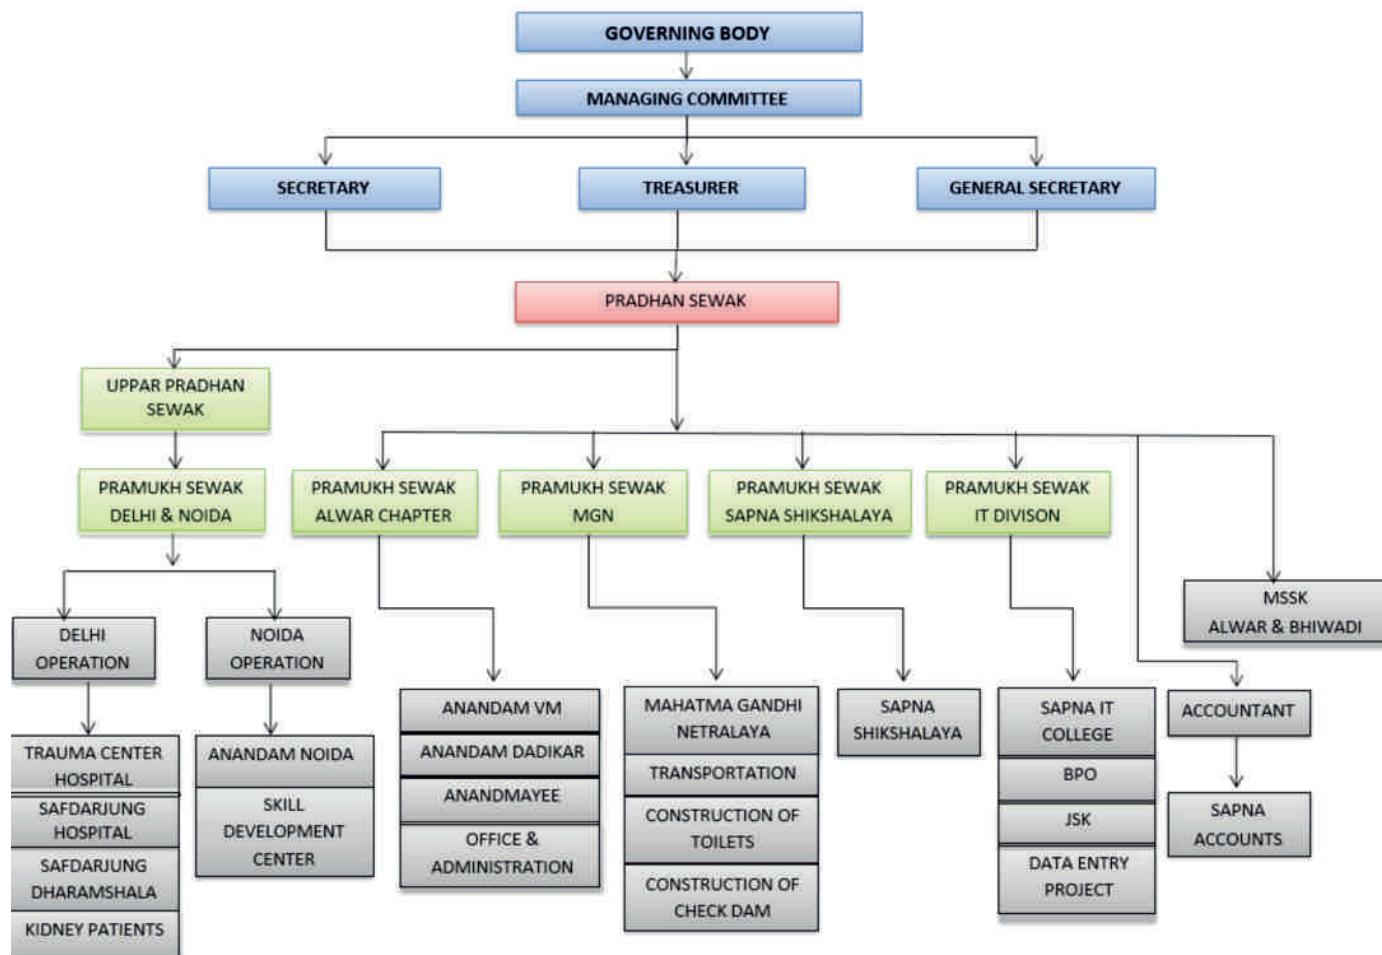 GOVERNING BODY
MANAGING COMMITTEE
SECRETARY
TREASURER
GENERAL SECRETARY
PRADHAN SEWAK
UPPAR PRADHAN
SEWAK
PRAMUKH SEWAK
DELHI & NOIDA
PRAMUKH SEWAK
ALWAR CHAPTER
PRAMUKH SEWAK
MGN
PRAMUKH SEWAK
SAPNA SHIKSHALAYA
PRAMUKH SEWAK
IT DIVISON
MSSK
ALWAR & BHIWADI
DELHI
OPERATION
NOIDA
OPERATION
TRAUMA CENTER
HOSPITAL
SAFDARJUNG
HOSPITAL
SAFDARJUNG
DHARAMSHALA
KIDNEY PATIENTS
ANANDAM NOIDA
SKILL
DEVELOPMENT
CENTER
ANANDAM VM
ANANDAM DADIKAR
ANANDMAYEE
OFFICE &
ADMINISTRATION
MAHATMA GANDHI
NETRALAYA
TRANSPORTATION
CONSTRUCTION OF
TOILETS
CONSTRUCTION OF
CHECK DAM
SAPNA
SHIKSHALAYA
SAPNA IT
COLLEGE
BPO
JSK
DATA ENTRY
PROJECT
ACCOUNTANT
SAPNA
ACCOUNTS